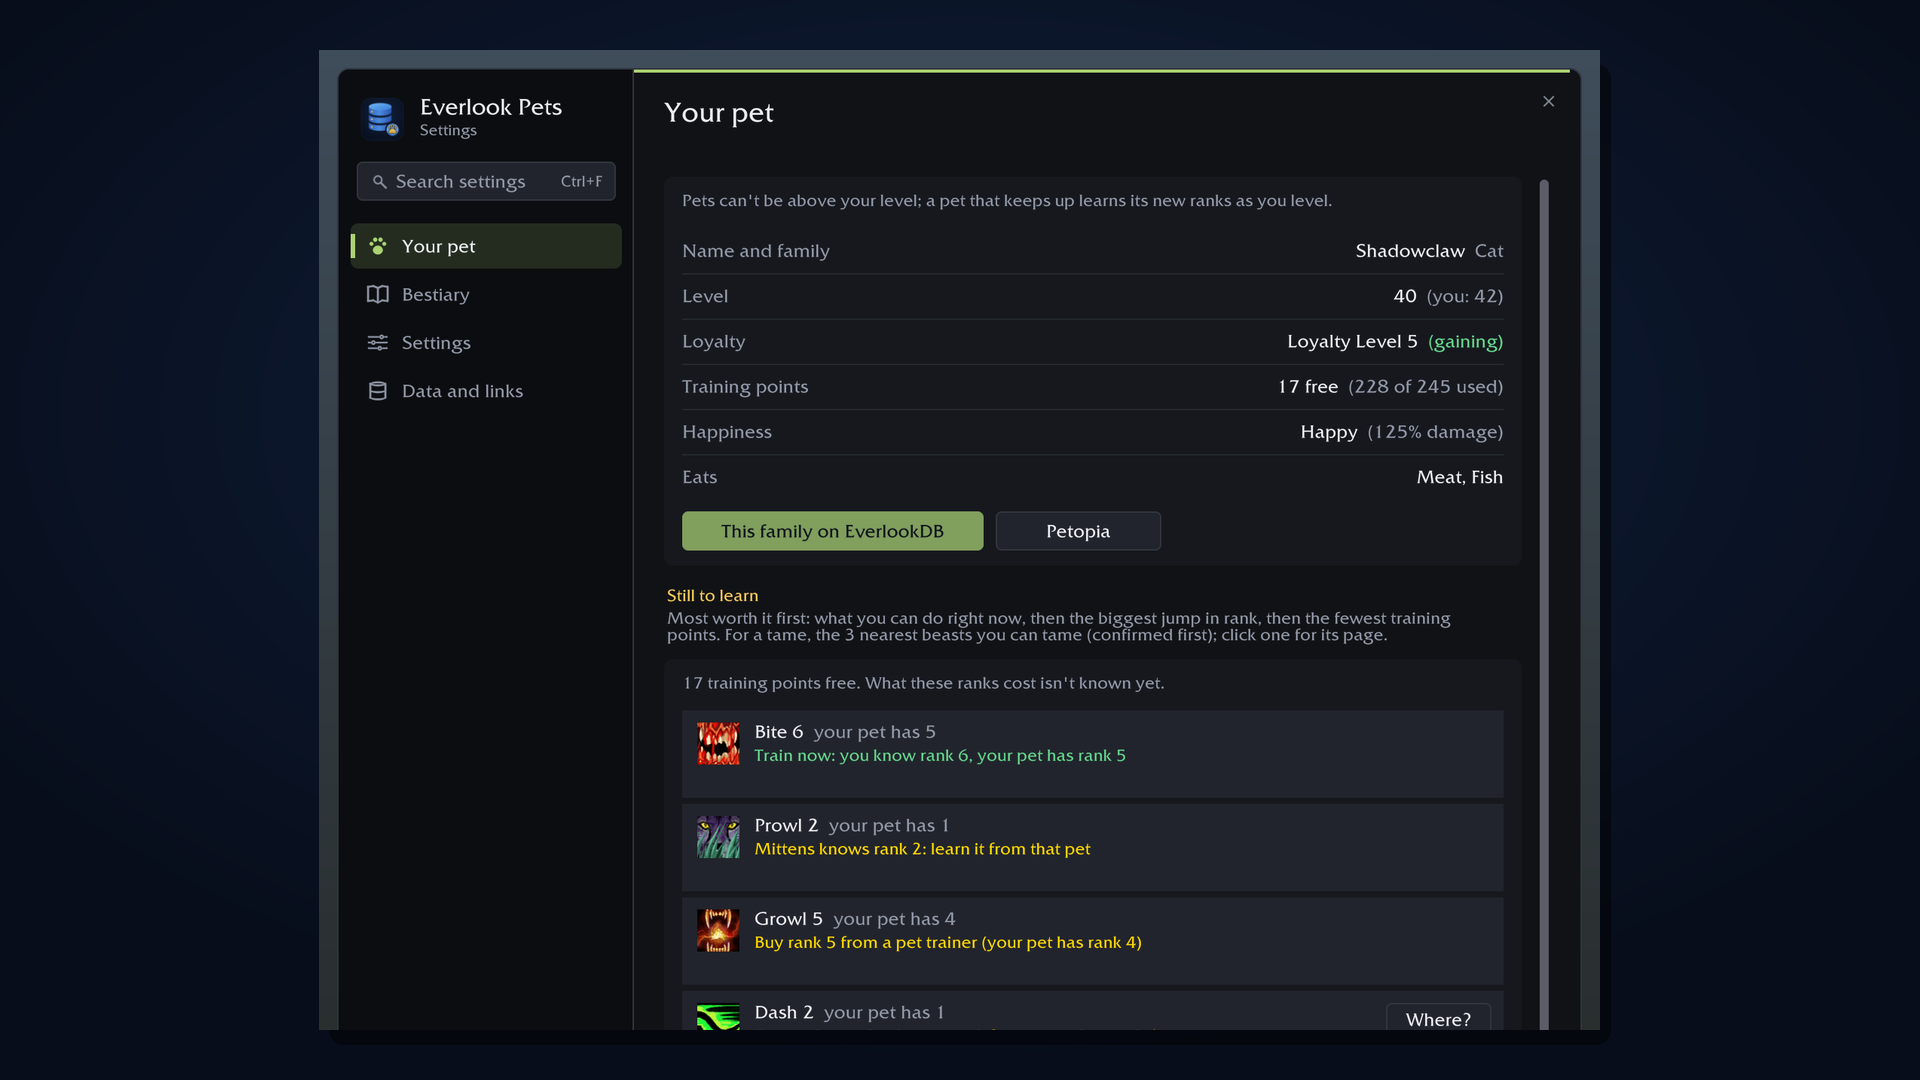 Everlook Pets
Settings
Search settings
Ctrl+F
Your pet
Bestiary
Settings
Data and links
Your pet
Pets can't be above your level; a pet that keeps up learns its new ranks as you level.
Name and family
Shadowclaw Cat
Level
40 (you: 42)
Loyalty
Loyalty Level 5 (gaining)
Training points
17 free (228 of 245 used)
Happiness
Happy (125% damage)
Eats
Meat, Fish
This family on EverlookDB
Petopia
Still to learn
Most worth it first: what you can do right now, then the biggest jump in rank, then the fewest training
points. For a tame, the 3 nearest beasts you can tame (confirmed first); click one for its page.
17 training points free. What these ranks cost isn't known yet.
Bite 6 your pet has 5
Train now: you know rank 6, your pet has rank 5
Prowl 2 your pet has 1
Mittens knows rank 2: learn it from that pet
Growl 5 your pet has 4
Buy rank 5 from a pet trainer (your pet has rank 4)
Dash 2 your pet has 1
Where?